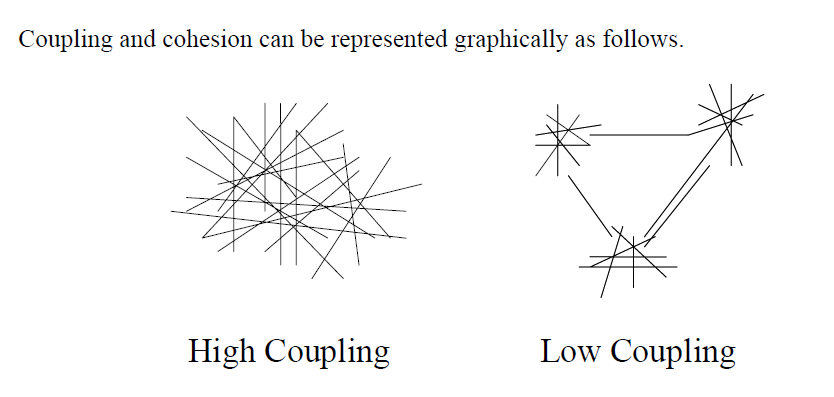 Coupling and cohesion can be represented graphically as follows.
High Coupling
Low Coupling